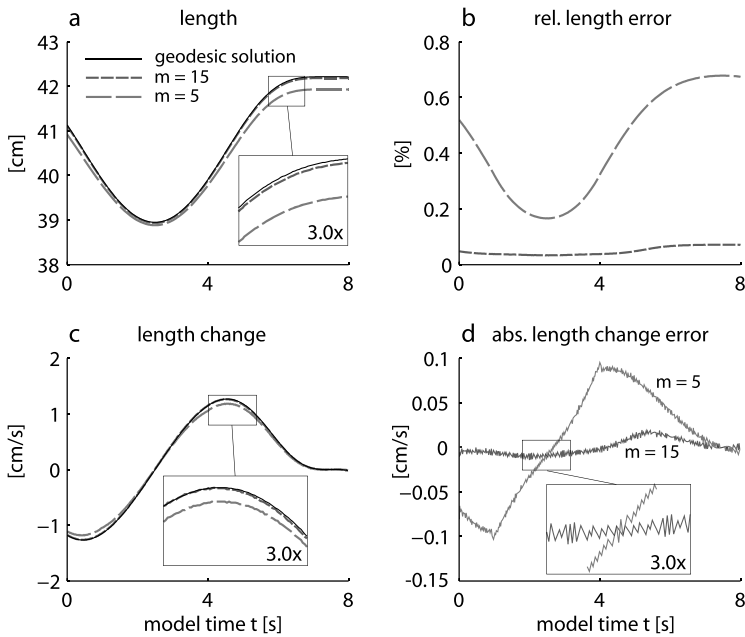 a length
43
42
41
40
39
38
[cm]
geodesic solution
m = 15
m = 5
3.0x
0 4 8
b rel. length error
0.8
0.6
0.4
0.2
0
[%]
0 4 8
c length change
2
1
0
−1
−2
[cm/s]
3.0x
0 4 8
model time t [s]
d abs. length change error
0.1
0.05
0
−0.05
−0.1
-0.15
[cm/s]
m = 5
m = 15
3.0x
0 4 8
model time t [s]